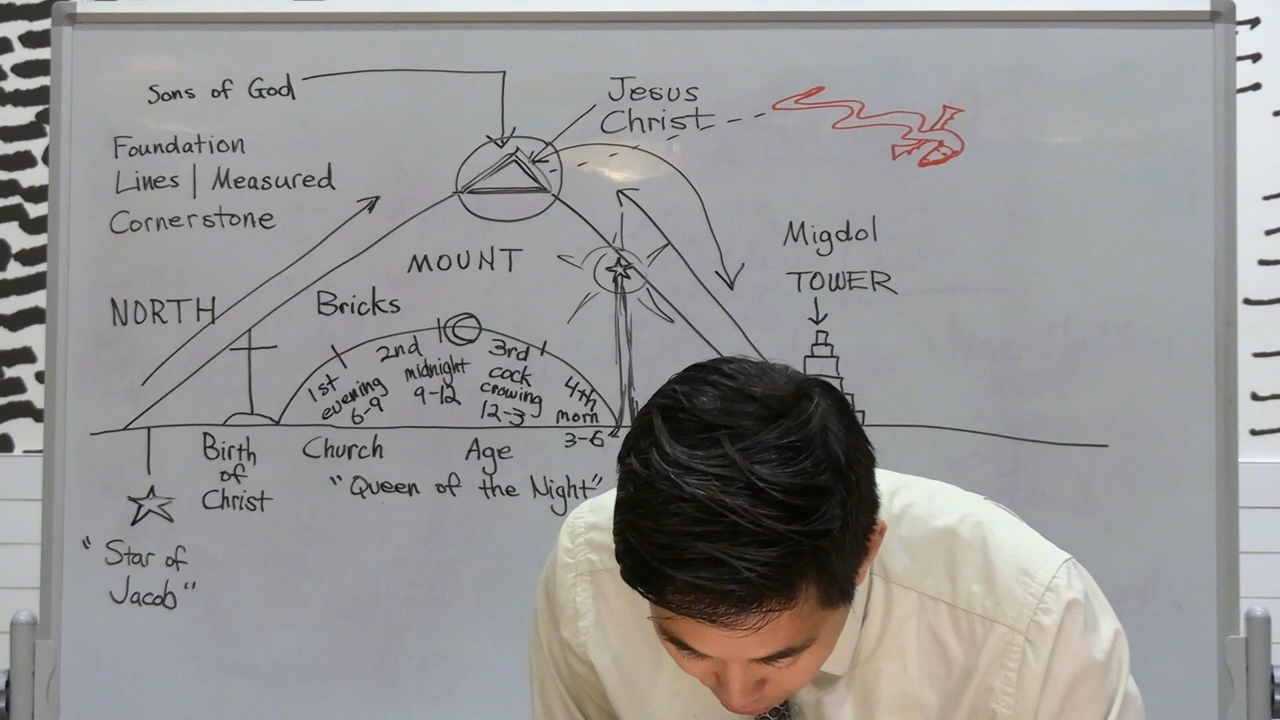 Sons of God
Jesus
Christ
Foundation
Lines | Measured
Cornerstone
Migdol
TOWER
MOUNT
NORTH
Bricks
1st
evening
6-9
2nd
midnight
9-12
3rd
cock
crowing
12-3
4th
morn
3-6
Birth
of
Christ
Church Age
"Queen of the Night"
"Star of
Jacob"